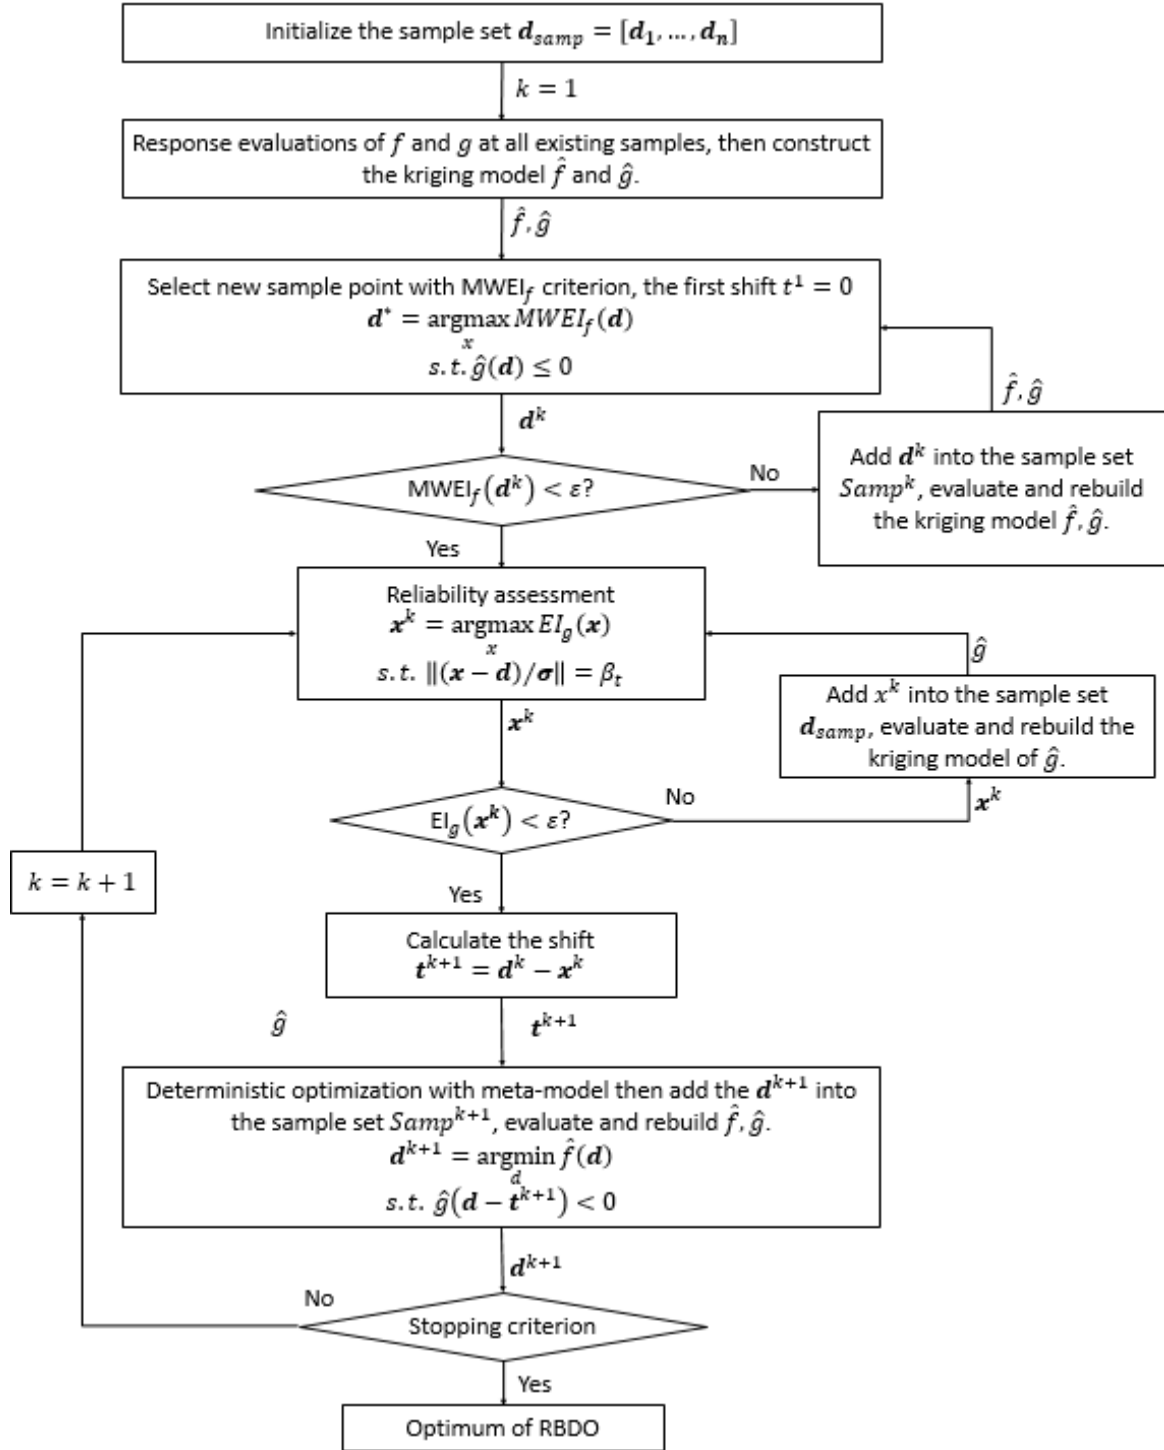 Initialize the sample set d_samp = [d_1, ..., d_n]
k = 1
Response evaluations of f and g at all existing samples, then construct
the kriging model f̂ and ĝ.
f̂, ĝ
Select new sample point with MWEI_f criterion, the first shift t^1 = 0
d^* = argmax MWEI_f(d)
x
s.t. ĝ(d) ≤ 0
f̂, ĝ
d^k
MWEI_f(d^k) < ε?
No
Add d^k into the sample set
Samp^k, evaluate and rebuild
the kriging model f̂, ĝ.
Yes
Reliability assessment
x^k = argmax EI_g(x)
x
s.t. ‖(x − d)/σ‖ = β_t
ĝ
Add x^k into the sample set
d_samp, evaluate and rebuild the
kriging model of ĝ.
x^k
EI_g(x^k) < ε?
No
x^k
k = k + 1
Yes
Calculate the shift
t^{k+1} = d^k − x^k
ĝ
t^{k+1}
Deterministic optimization with meta-model then add the d^{k+1} into
the sample set Samp^{k+1}, evaluate and rebuild f̂, ĝ.
d^{k+1} = argmin f̂(d)
d
s.t. ĝ(d − t^{k+1}) < 0
d^{k+1}
No
Stopping criterion
Yes
Optimum of RBDO